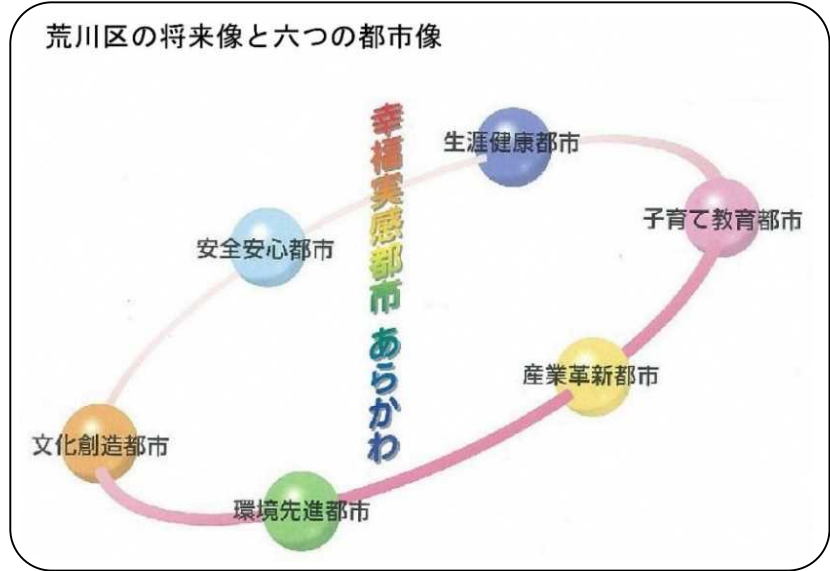 荒川区の将来像と六つの都市像
幸福実感都市 あらかわ
生涯健康都市
子育て教育都市
安全安心都市
産業革新都市
文化創造都市
環境先進都市